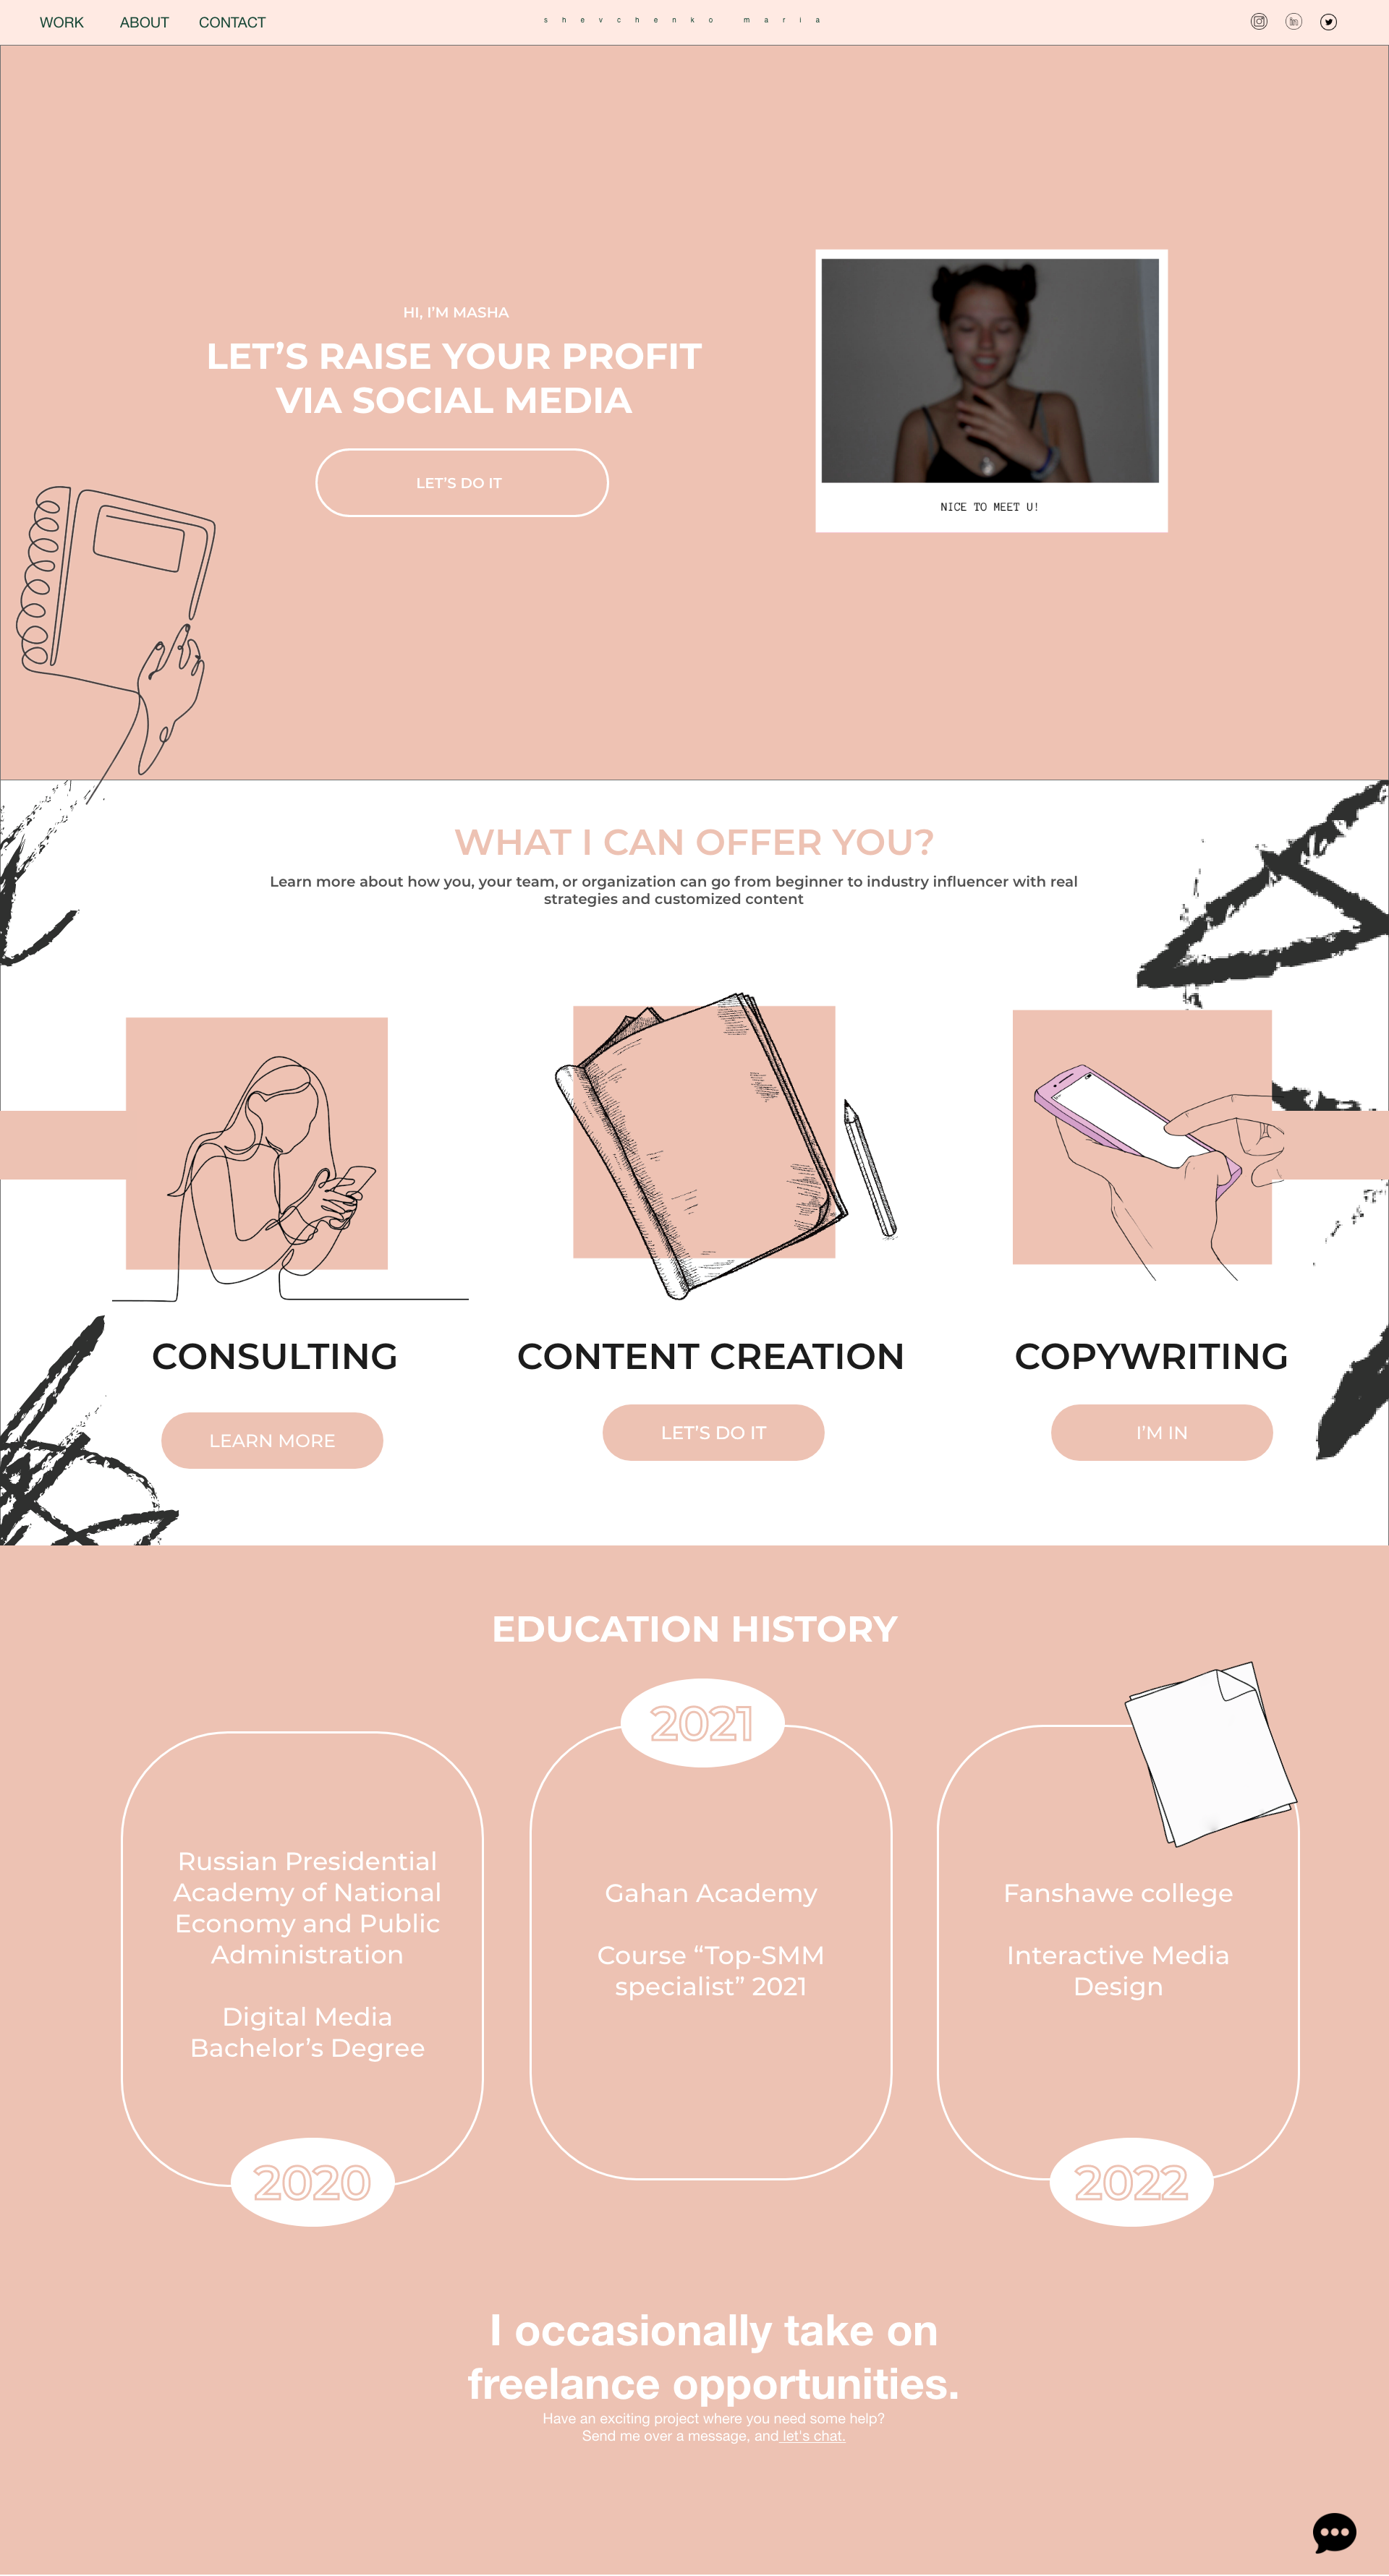 WORK ABOUT CONTACT
shevchenko maria
in
HI, I'M MASHA
LET'S RAISE YOUR PROFIT
VIA SOCIAL MEDIA
LET'S DO IT
NICE TO MEET U!
WHAT I CAN OFFER YOU?
Learn more about how you, your team, or organization can go from beginner to industry influencer with real
strategies and customized content
CONSULTING
CONTENT CREATION
COPYWRITING
LEARN MORE
LET'S DO IT
I'M IN
EDUCATION HISTORY
Russian Presidential
Academy of National
Economy and Public
Administration
Digital Media
Bachelor's Degree
2020
2021
Gahan Academy
Course “Top-SMM
specialist” 2021
Fanshawe college
Interactive Media
Design
2022
I occasionally take on
freelance opportunities.
Have an exciting project where you need some help?
Send me over a message, and let's chat.